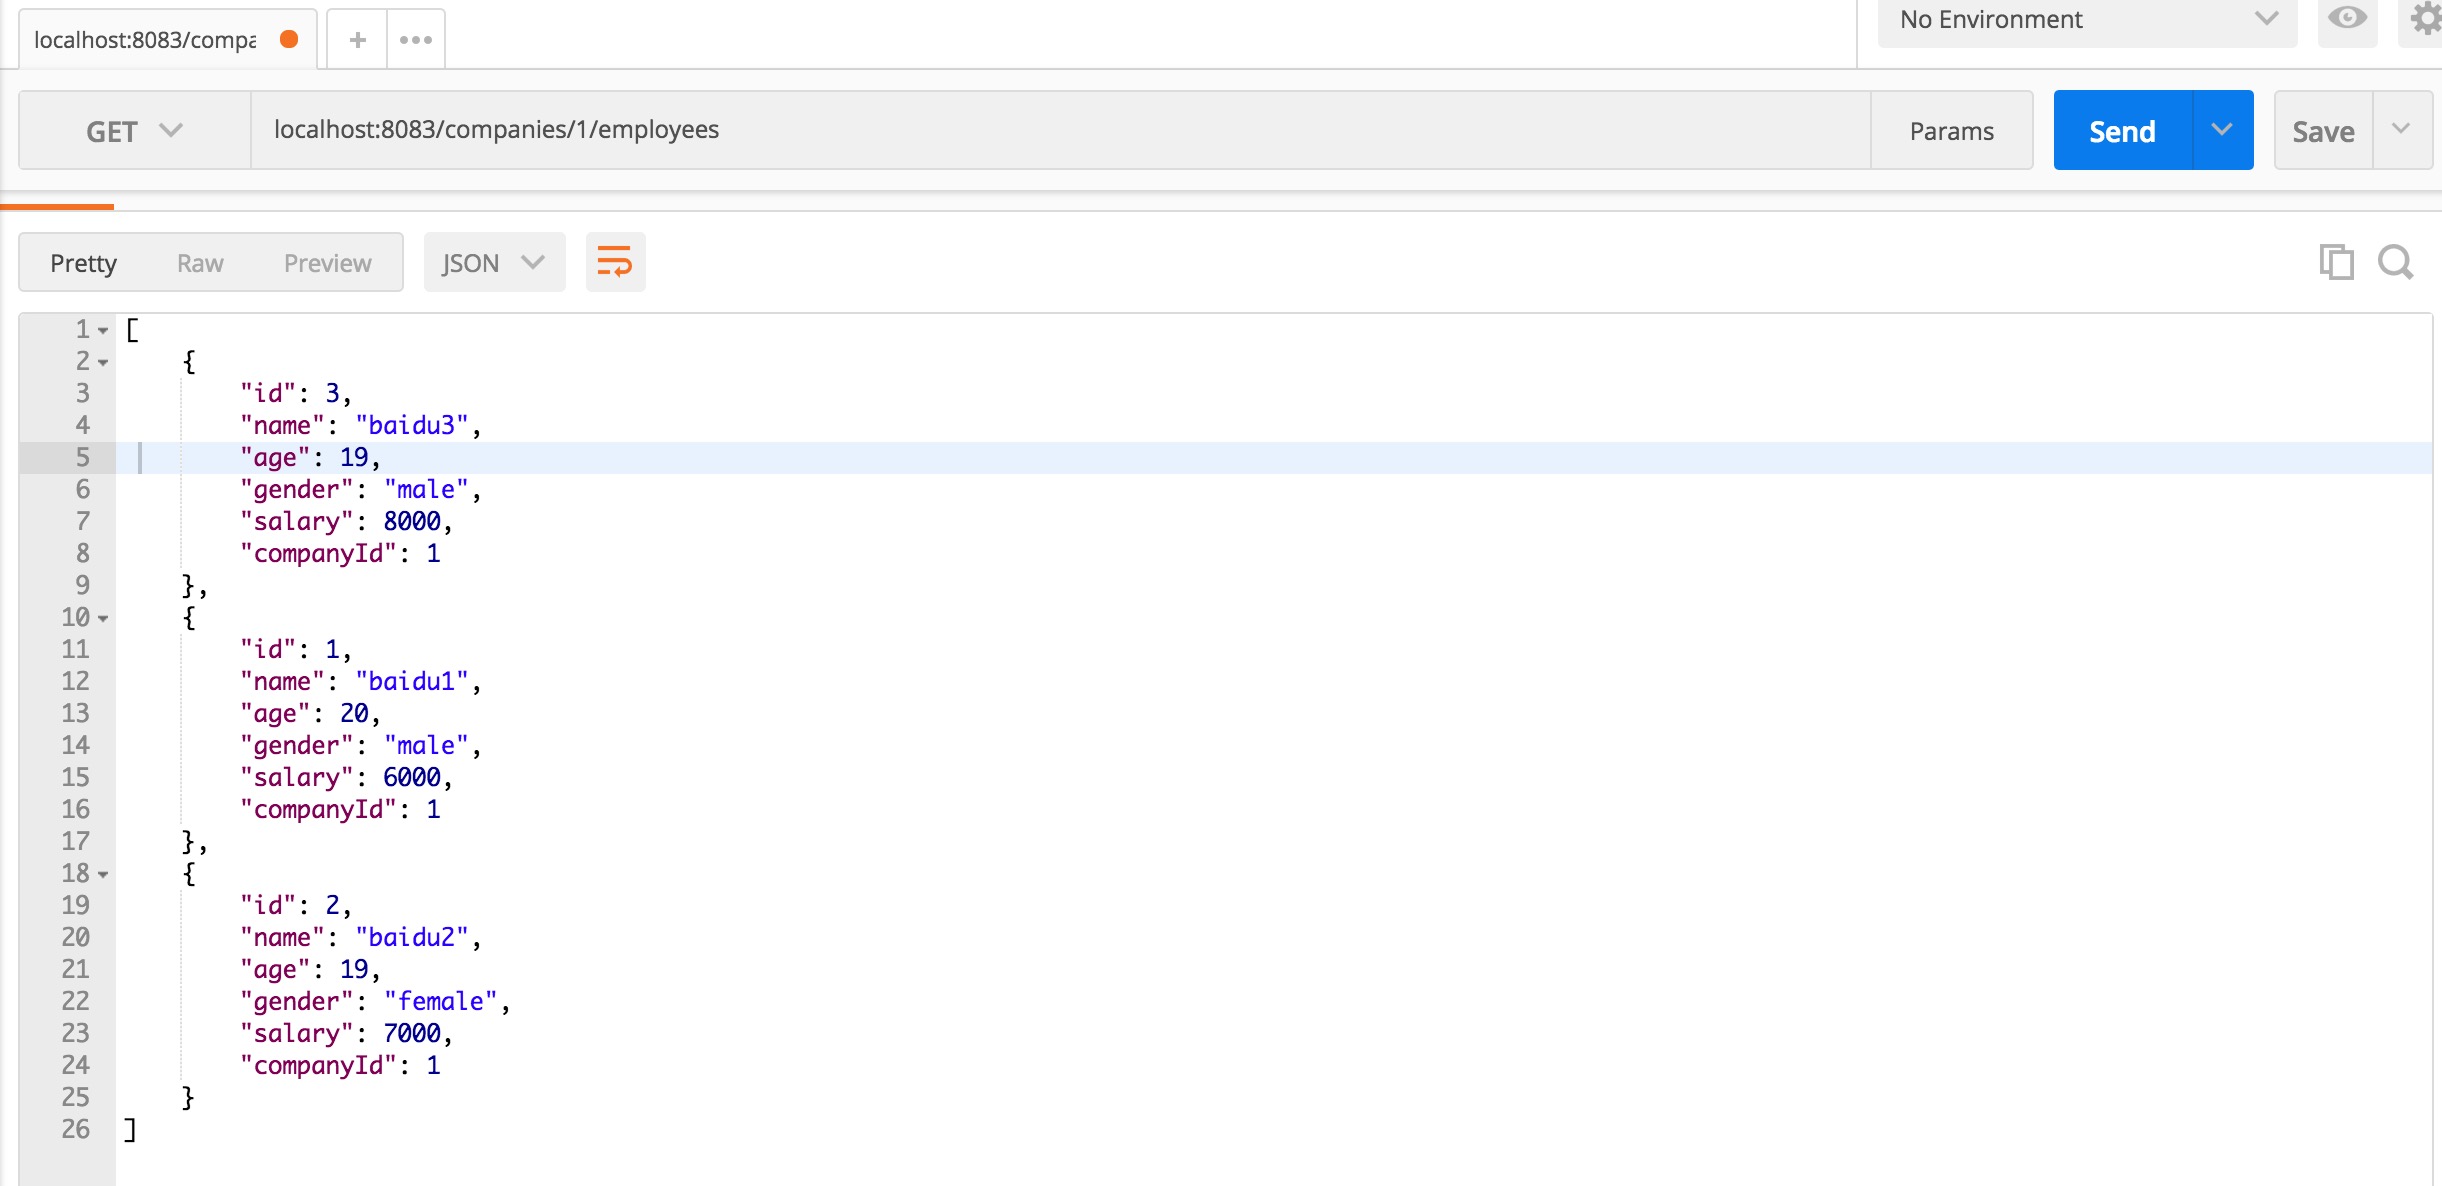 localhost:8083/compa
No Environment
GET localhost:8083/companies/1/employees Params Send Save
Pretty Raw Preview JSON
1 [
2 {
3 "id": 3,
4 "name": "baidu3",
5 "age": 19,
6 "gender": "male",
7 "salary": 8000,
8 "companyId": 1
9 },
10 {
11 "id": 1,
12 "name": "baidu1",
13 "age": 20,
14 "gender": "male",
15 "salary": 6000,
16 "companyId": 1
17 },
18 {
19 "id": 2,
20 "name": "baidu2",
21 "age": 19,
22 "gender": "female",
23 "salary": 7000,
24 "companyId": 1
25 }
26 ]